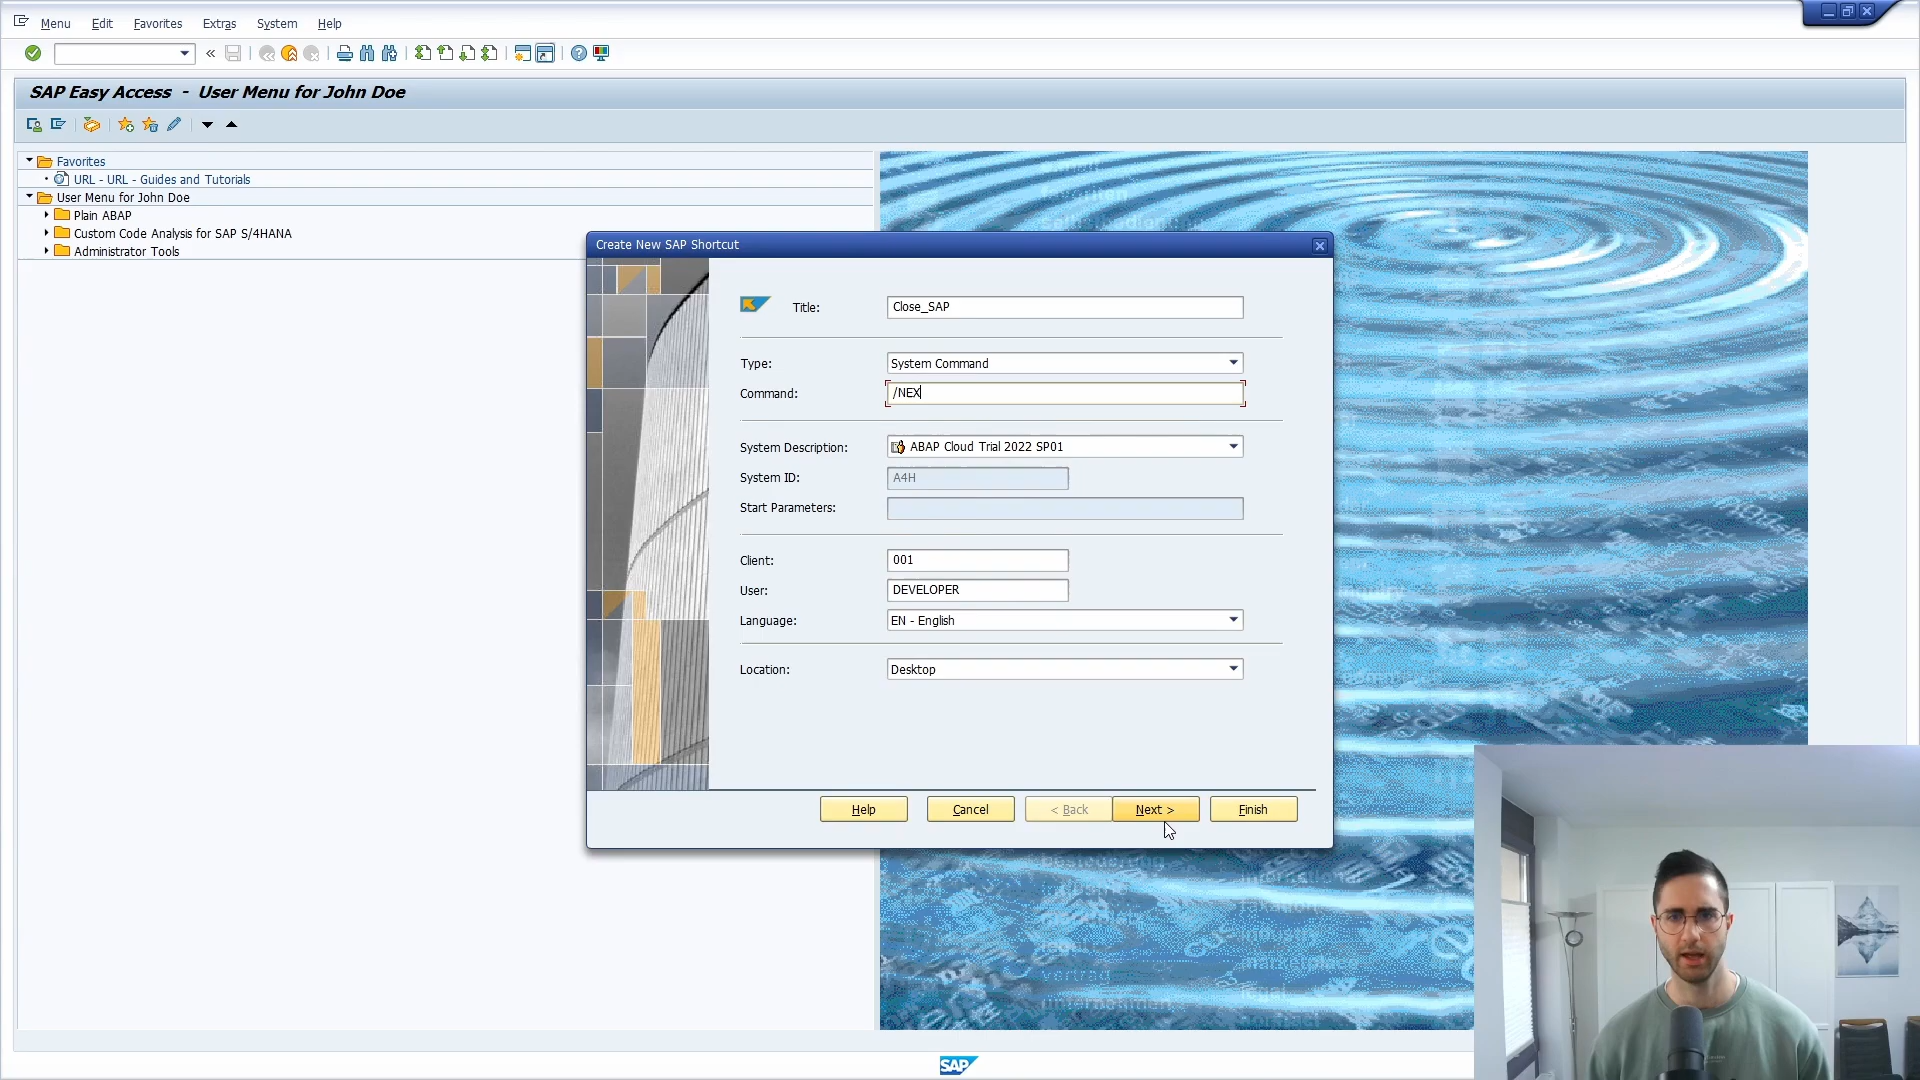 Menu Edit Favorites Extras System Help
SAP Easy Access - User Menu for John Doe
Favorites
URL - URL - Guides and Tutorials
User Menu for John Doe
Plain ABAP
Custom Code Analysis for SAP S/4HANA
Administrator Tools
Create New SAP Shortcut
Title: Close_SAP
Type: System Command
Command: /NEX
System Description: ABAP Cloud Trial 2022 SP01
System ID: A4H
Start Parameters:
Client: 001
User: DEVELOPER
Language: EN - English
Location: Desktop
Help Cancel < Back Next > Finish
SAP